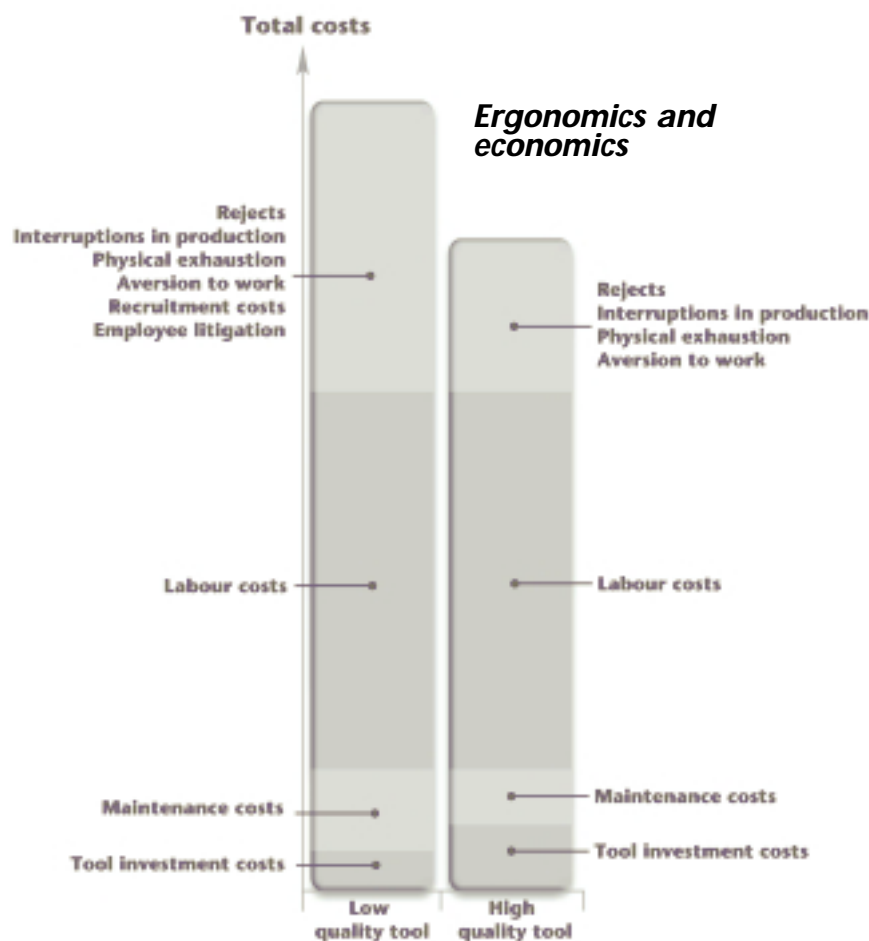 Total costs
Ergonomics and
economics
Rejects
Interruptions in production
Physical exhaustion
Aversion to work
Recruitment costs
Employee litigation
Rejects
Interruptions in production
Physical exhaustion
Aversion to work
Labour costs
Labour costs
Maintenance costs
Maintenance costs
Tool investment costs
Tool investment costs
Low
quality tool
High
quality tool